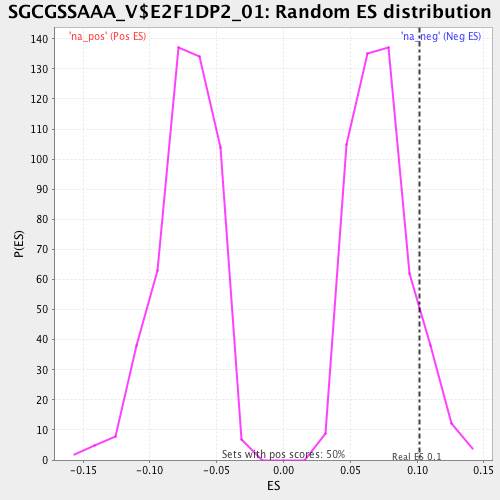 SGCGSSAAA_V$E2F1DP2_01: Random ES distribution
'na_pos' (Pos ES)
'na_neg' (Neg ES)
140
130
120
110
100
90
80
70
60
50
40
30
20
10
0
P(ES)
Sets with pos scores: 50%
Real ES 0.1
-0.15 -0.10 -0.05 0.00 0.05 0.10 0.15
ES